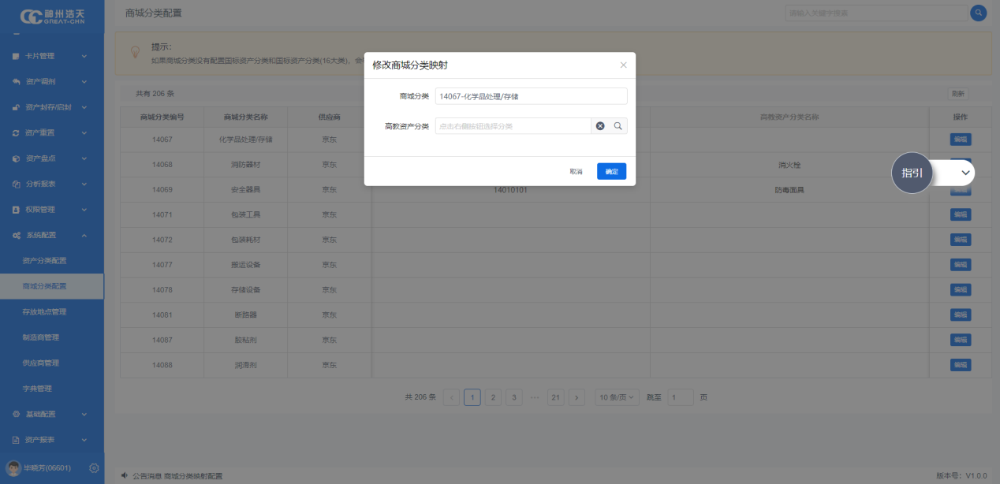 神州浩天
GREAT-CHN
商城分类配置
请输入关键字搜索
卡片管理
资产调剂
资产封存/启封
资产重置
资产盘点
分析报表
权限管理
系统配置
资产分类配置
商城分类配置
存放地点管理
制造商管理
供应商管理
字典管理
基础配置
资产报表
毕晓芳(06601)
提示:
如果商城分类没有配置国标资产分类和国标资产分类(16大类)，会
共有 206 条
刷新
商城分类编号 商城分类名称 供应商 高教资产分类名称 操作
14067 化学品处理/存储 京东 编辑
14068 消防器材 京东 消火栓
14069 安全器具 京东 14010101 防毒面具 编辑
14071 包装工具 京东 编辑
14072 包装耗材 京东 编辑
14077 搬运设备 京东 编辑
14078 存储设备 京东 编辑
14081 断路器 京东 编辑
14087 胶粘剂 京东 编辑
14088 润滑剂 京东 编辑
共 206 条 1 2 3 ••• 21 10 条/页 跳至 1 页
修改商城分类映射
商城分类 14067-化学品处理/存储
高教资产分类 点击右侧按钮选择分类
取消 确定
指引
公告消息 商城分类映射配置
版本号：V1.0.0